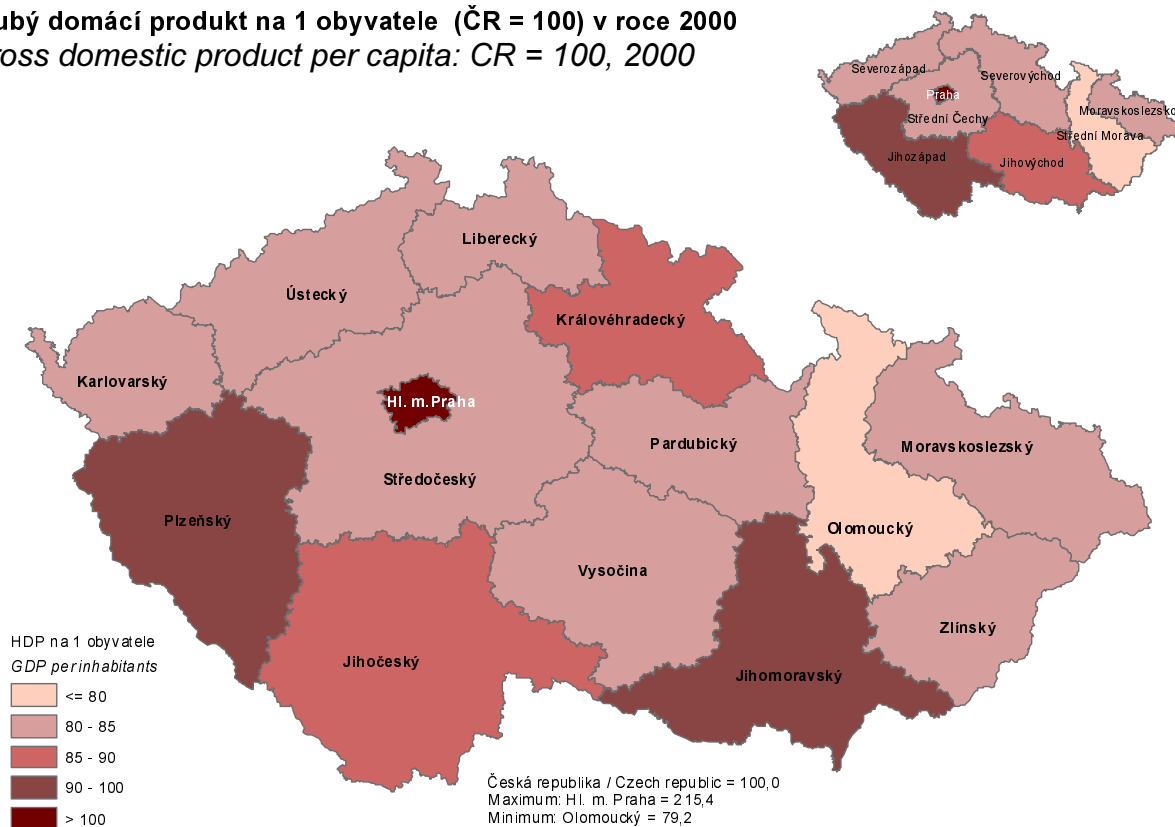 ubý domácí produkt na 1 obyvatele (ČR = 100) v roce 2000
ross domestic product per capita: CR = 100, 2000
Severozápad
Severovýchod
Praha
Moravskoslezsko
Střední Čechy
Střední Morava
Jihozápad
Jihovýchod
Liberecký
Ústecký
Královéhradecký
Karlovarský
Hl. m. Praha
Pardubický
Moravskoslezský
Středočeský
Plzeňský
Olomoucký
Vysočina
Zlínský
Jihočeský
Jihomoravský
HDP na 1 obyvatele
GDP per inhabitants
<= 80
80 - 85
85 - 90
90 - 100
> 100
Česká republika / Czech republic = 100,0
Maximum: Hl. m. Praha = 215,4
Minimum: Olomoucký = 79,2